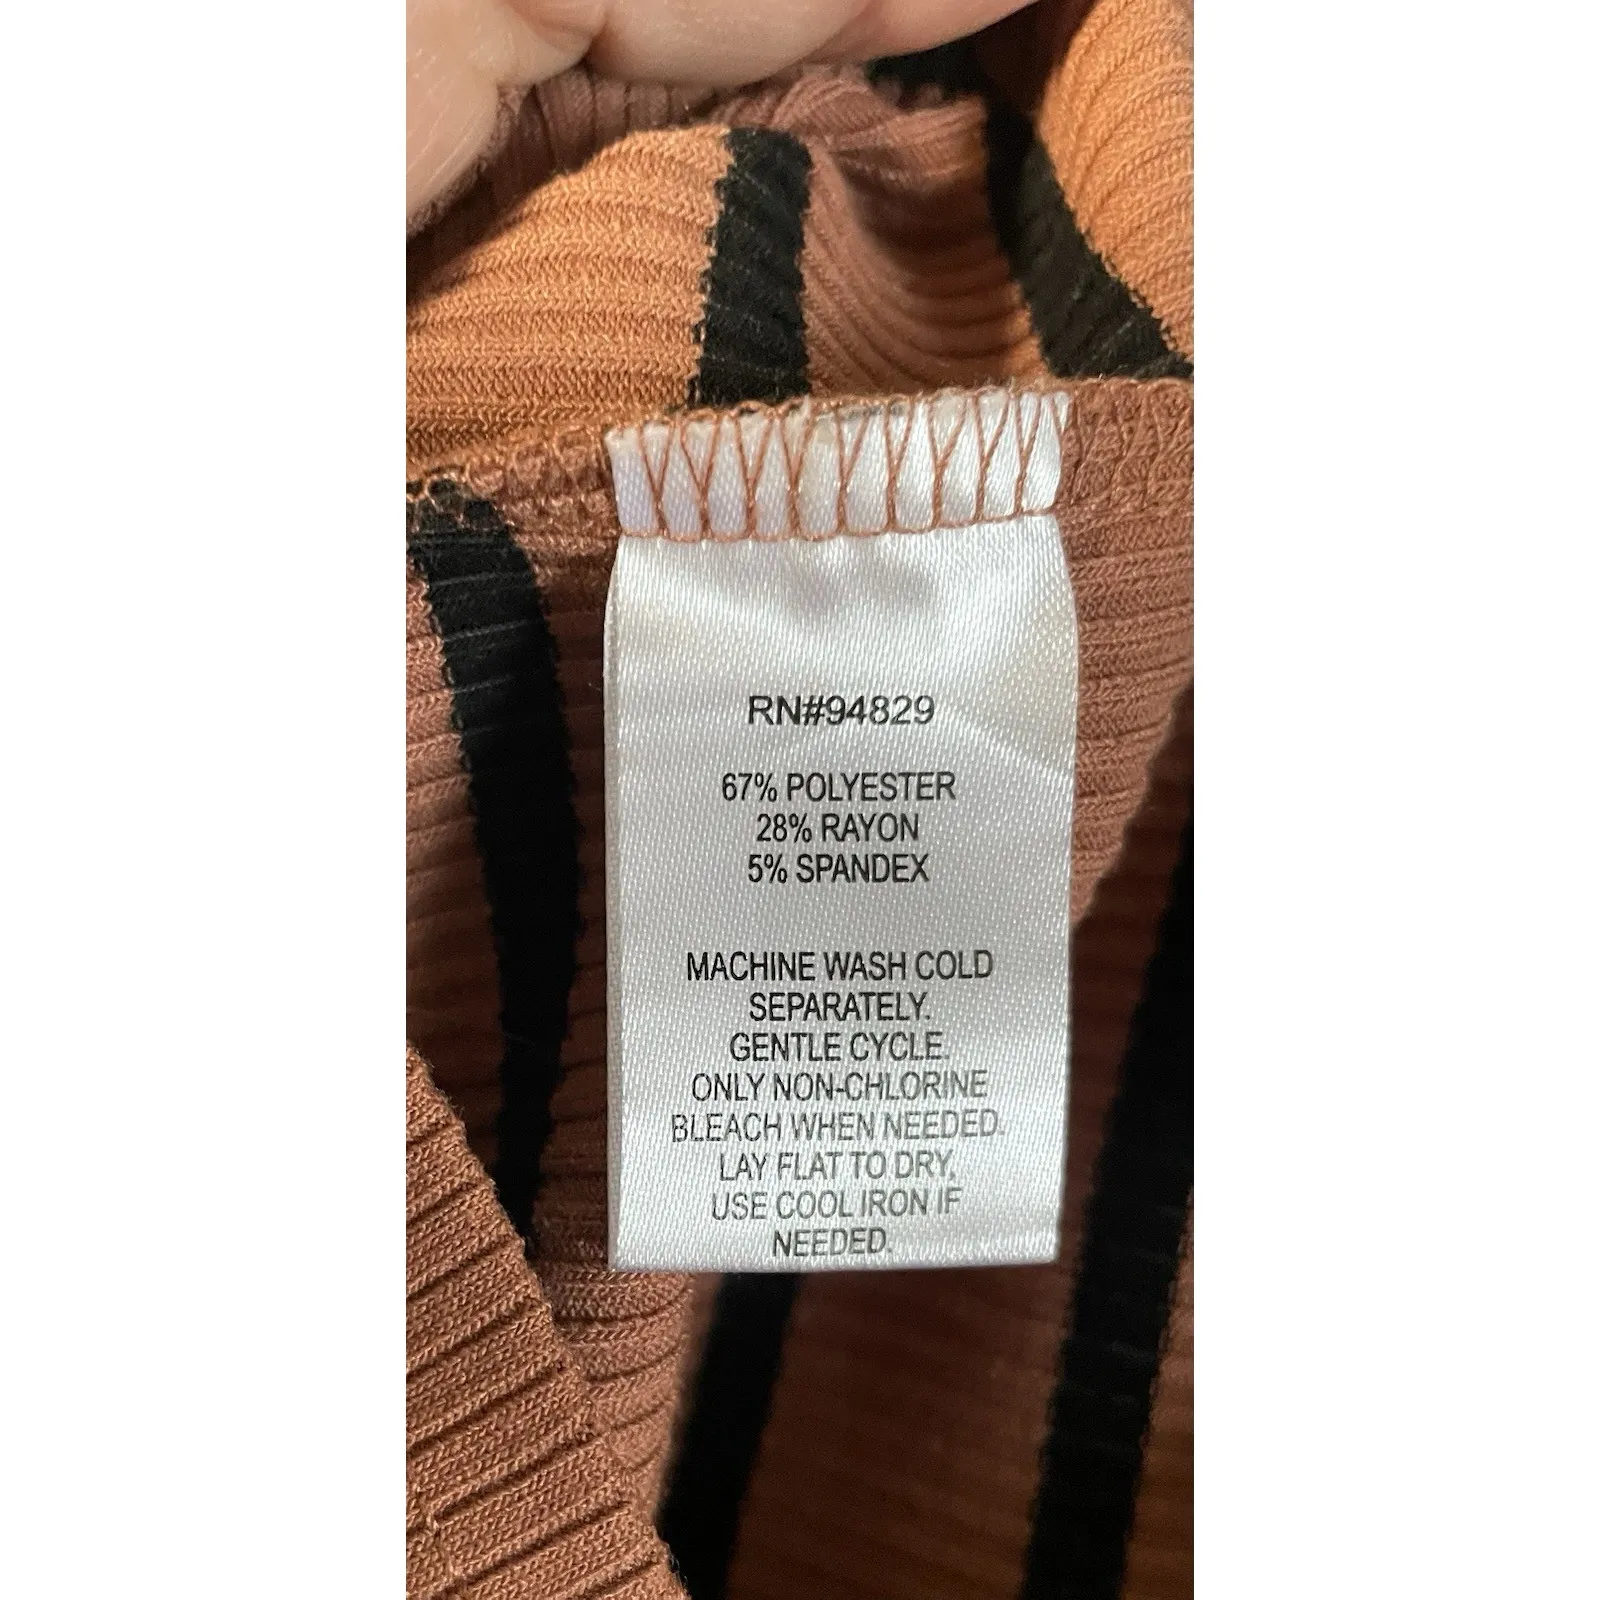 RN#94829
67% POLYESTER
28% RAYON
5% SPANDEX
MACHINE WASH COLD
SEPARATELY.
GENTLE CYCLE.
ONLY NON-CHLORINE
BLEACH WHEN NEEDED.
LAY FLAT TO DRY.
USE COOL IRON IF
NEEDED.